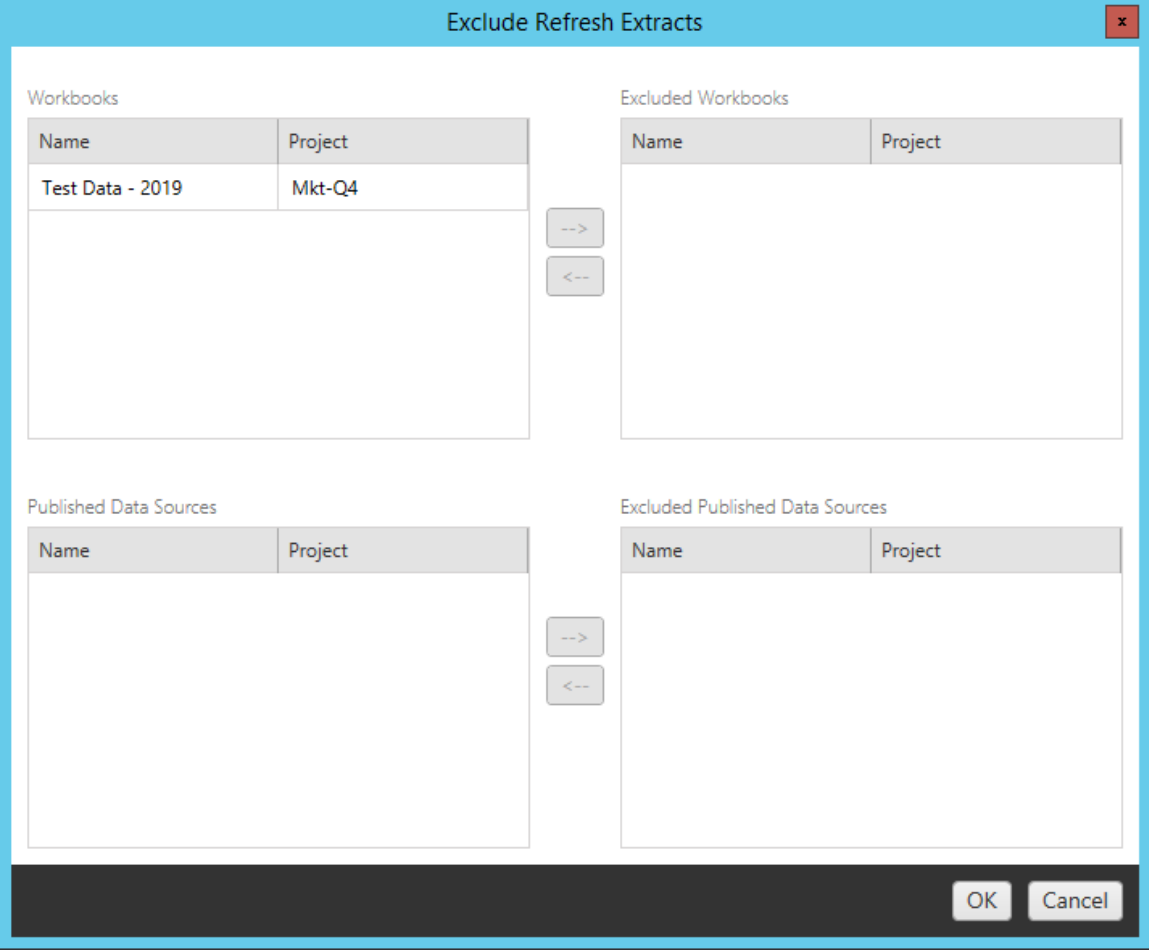 Exclude Refresh Extracts
x
Workbooks
Excluded Workbooks
Name Project
Name Project
Test Data - 2019 Mkt-Q4
-->
<--
Published Data Sources
Excluded Published Data Sources
Name Project
Name Project
-->
<--
OK Cancel